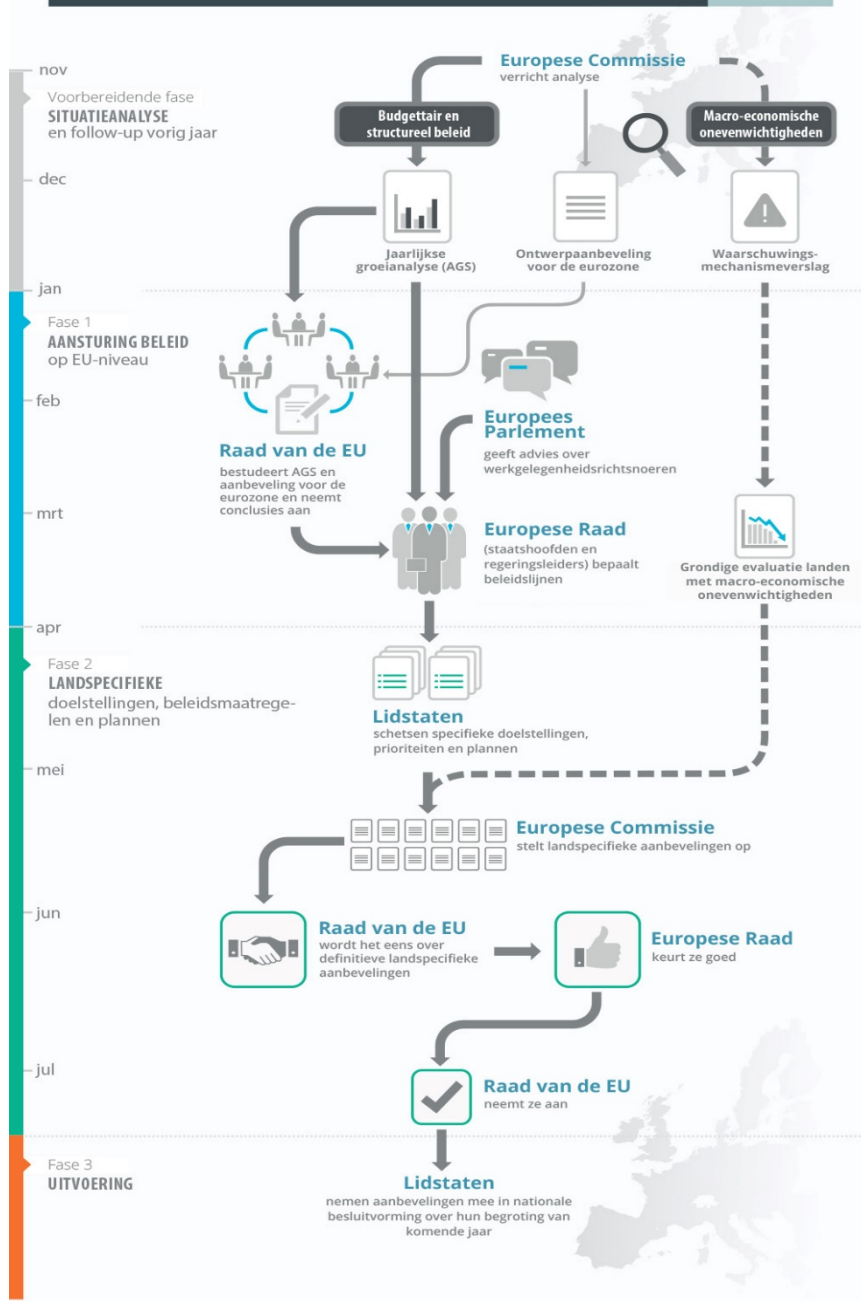 nov
Voorbereidende fase
SITUATIEANALYSE
en follow-up vorig jaar
Europese Commissie
verricht analyse
Budgettair en
structureel beleid
Macro-economische
onevenwichtigheden
dec
Jaarlijkse
groeianalyse (AGS)
Ontwerpaanbeveling
voor de eurozone
Waarschuwings-
mechanismeverslag
jan
Fase 1
AANSTURING BELEID
op EU-niveau
feb
Raad van de EU
bestudeert AGS en
aanbeveling voor de
eurozone en neemt
conclusies aan
Europees
Parlement
geeft advies over
werkgelegenheidsrichtsnoeren
mrt
Europese Raad
(staatshoofden en
regeringsleiders) bepaalt
beleidslijnen
Grondige evaluatie landen
met macro-economische
onevenwichtigheden
apr
Fase 2
LANDSPECIFIEKE
doelstellingen, beleidsmaatrege-
len en plannen
Lidstaten
schetsen specifieke doelstellingen,
prioriteiten en plannen
mei
Europese Commissie
stelt landspecifieke aanbevelingen op
jun
Raad van de EU
wordt het eens over
definitieve landspecifieke
aanbevelingen
Europese Raad
keurt ze goed
jul
Raad van de EU
neemt ze aan
Fase 3
UITVOERING
Lidstaten
nemen aanbevelingen mee in nationale
besluitvorming over hun begroting van
komende jaar